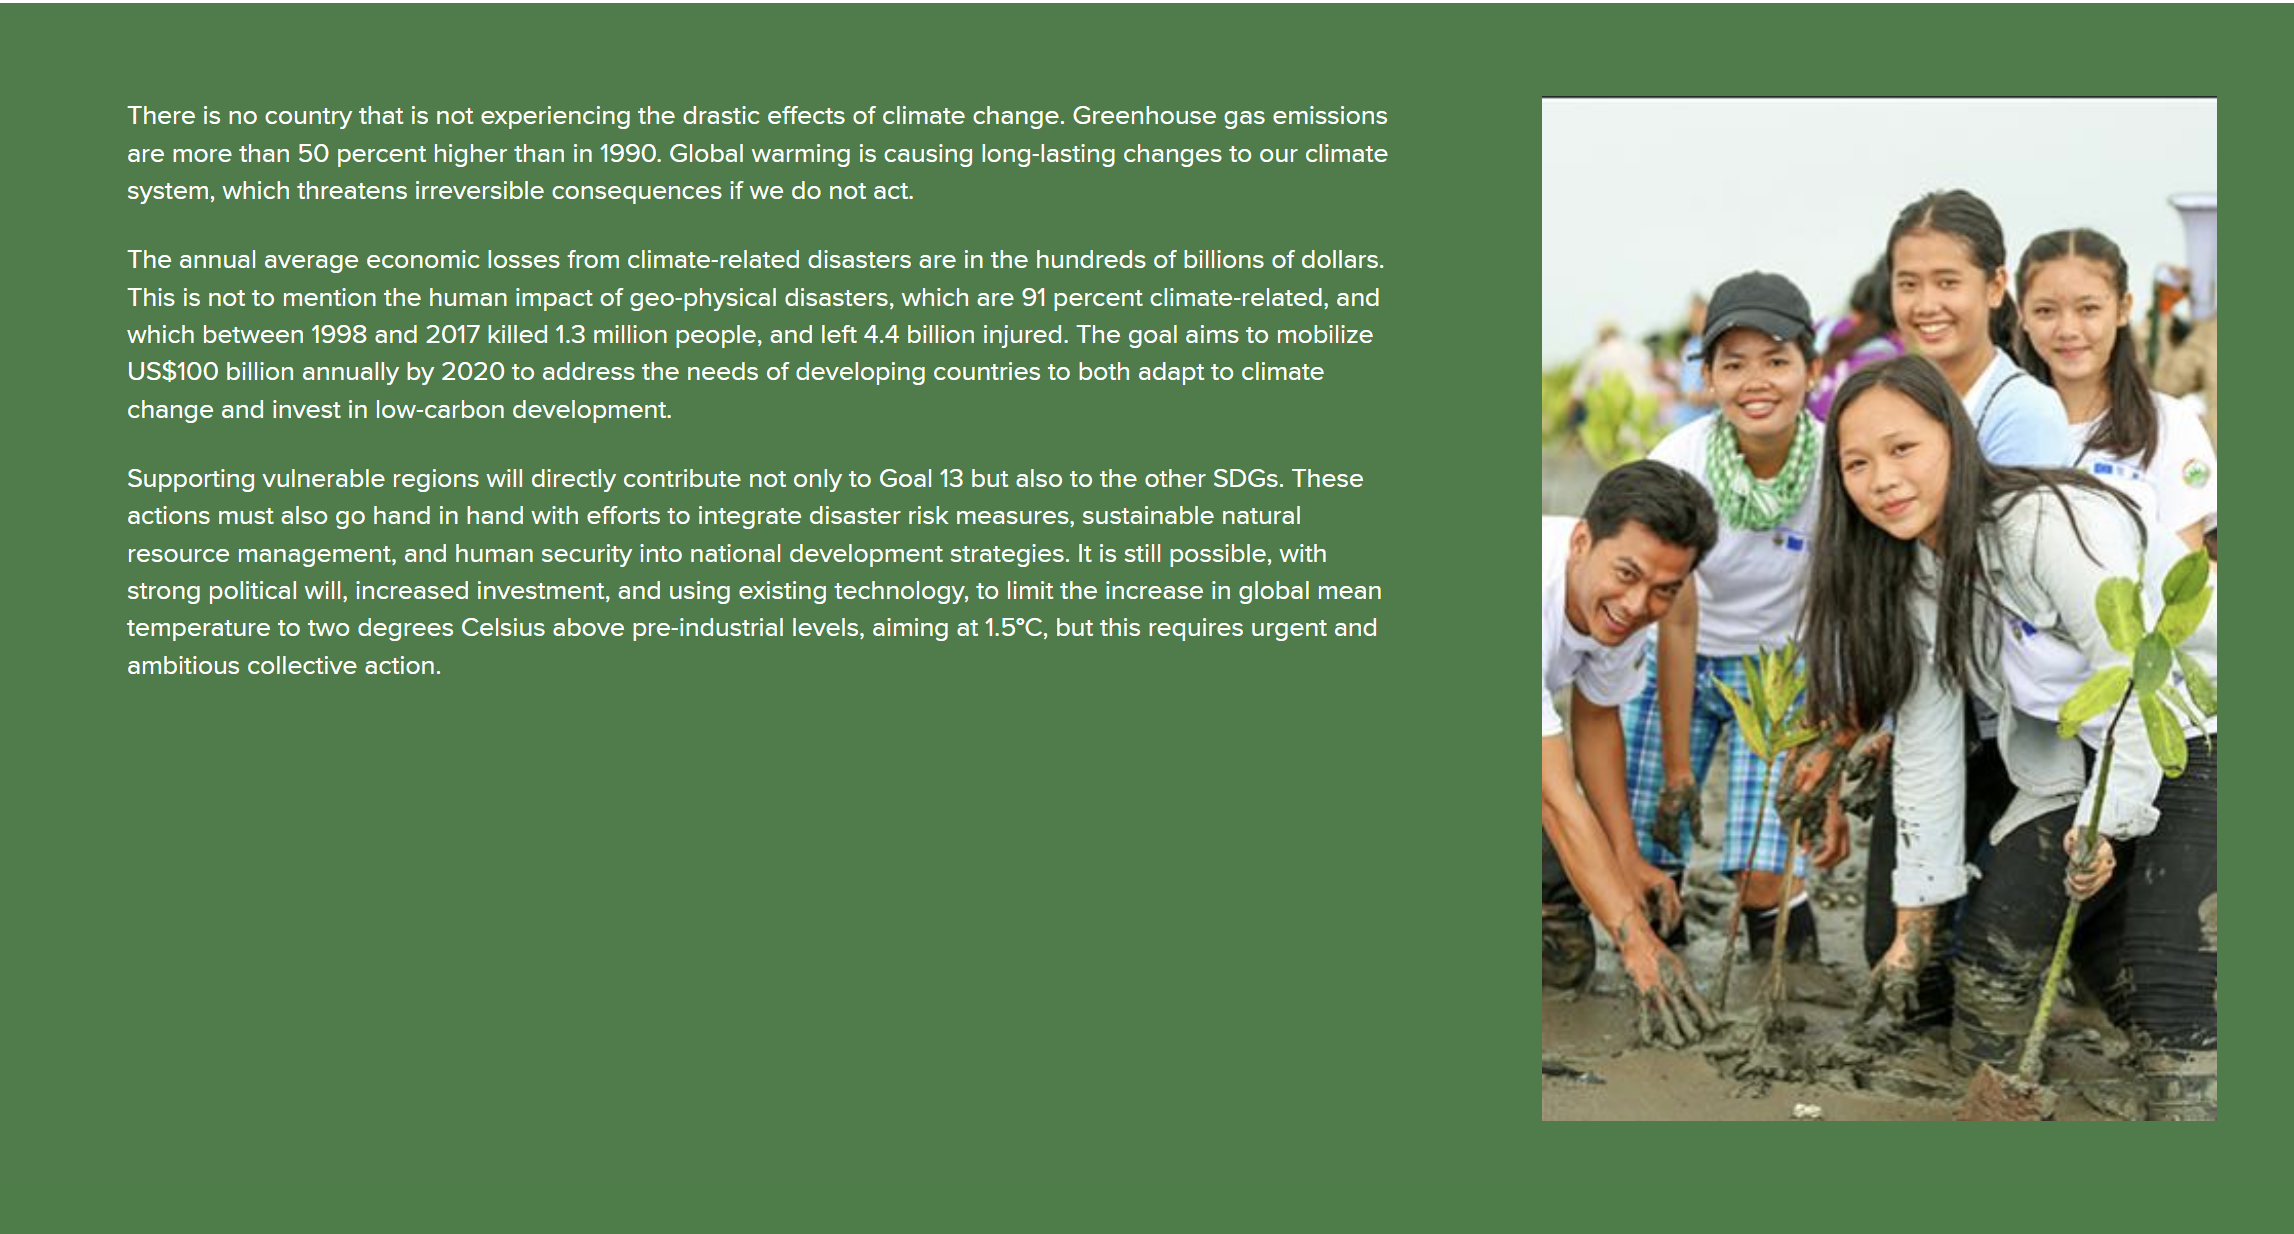 There is no country that is not experiencing the drastic effects of climate change. Greenhouse gas emissions
are more than 50 percent higher than in 1990. Global warming is causing long-lasting changes to our climate
system, which threatens irreversible consequences if we do not act.
The annual average economic losses from climate-related disasters are in the hundreds of billions of dollars.
This is not to mention the human impact of geo-physical disasters, which are 91 percent climate-related, and
which between 1998 and 2017 killed 1.3 million people, and left 4.4 billion injured. The goal aims to mobilize
US$100 billion annually by 2020 to address the needs of developing countries to both adapt to climate
change and invest in low-carbon development.
Supporting vulnerable regions will directly contribute not only to Goal 13 but also to the other SDGs. These
actions must also go hand in hand with efforts to integrate disaster risk measures, sustainable natural
resource management, and human security into national development strategies. It is still possible, with
strong political will, increased investment, and using existing technology, to limit the increase in global mean
temperature to two degrees Celsius above pre-industrial levels, aiming at 1.5°C, but this requires urgent and
ambitious collective action.